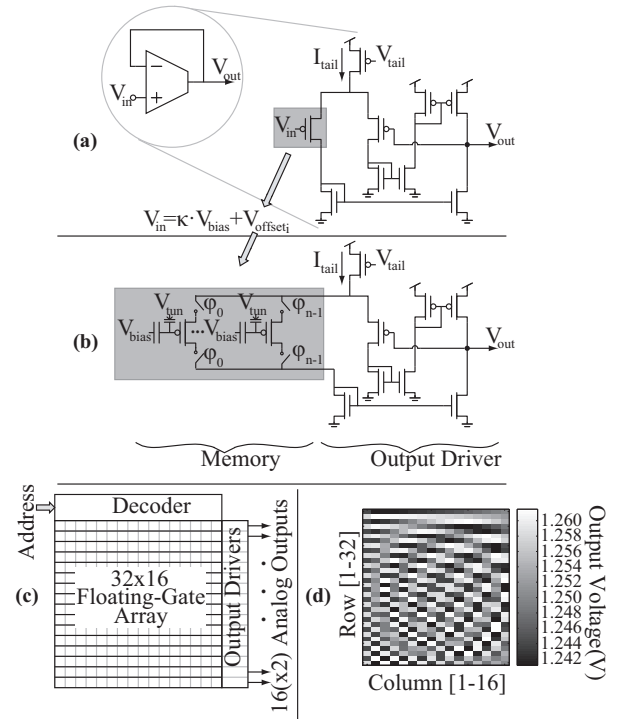 V_out
V_in
− +
I_tail V_tail
V_in
V_out
(a)
V_in=κ·V_bias+V_offset_i
I_tail V_tail
V_tun φ_0 V_tun φ_n-1
V_bias ••• V_bias
φ_0 φ_n-1
V_out
(b)
Memory Output Driver
Address
Decoder
32x16
Floating-Gate
Array
Output Drivers
16(x2) Analog Outputs
(c)
(d)
Row [1-32]
Column [1-16]
1.260
1.258
1.256
1.254
1.252
1.250
1.248
1.246
1.244
1.242
Output Voltage(V)